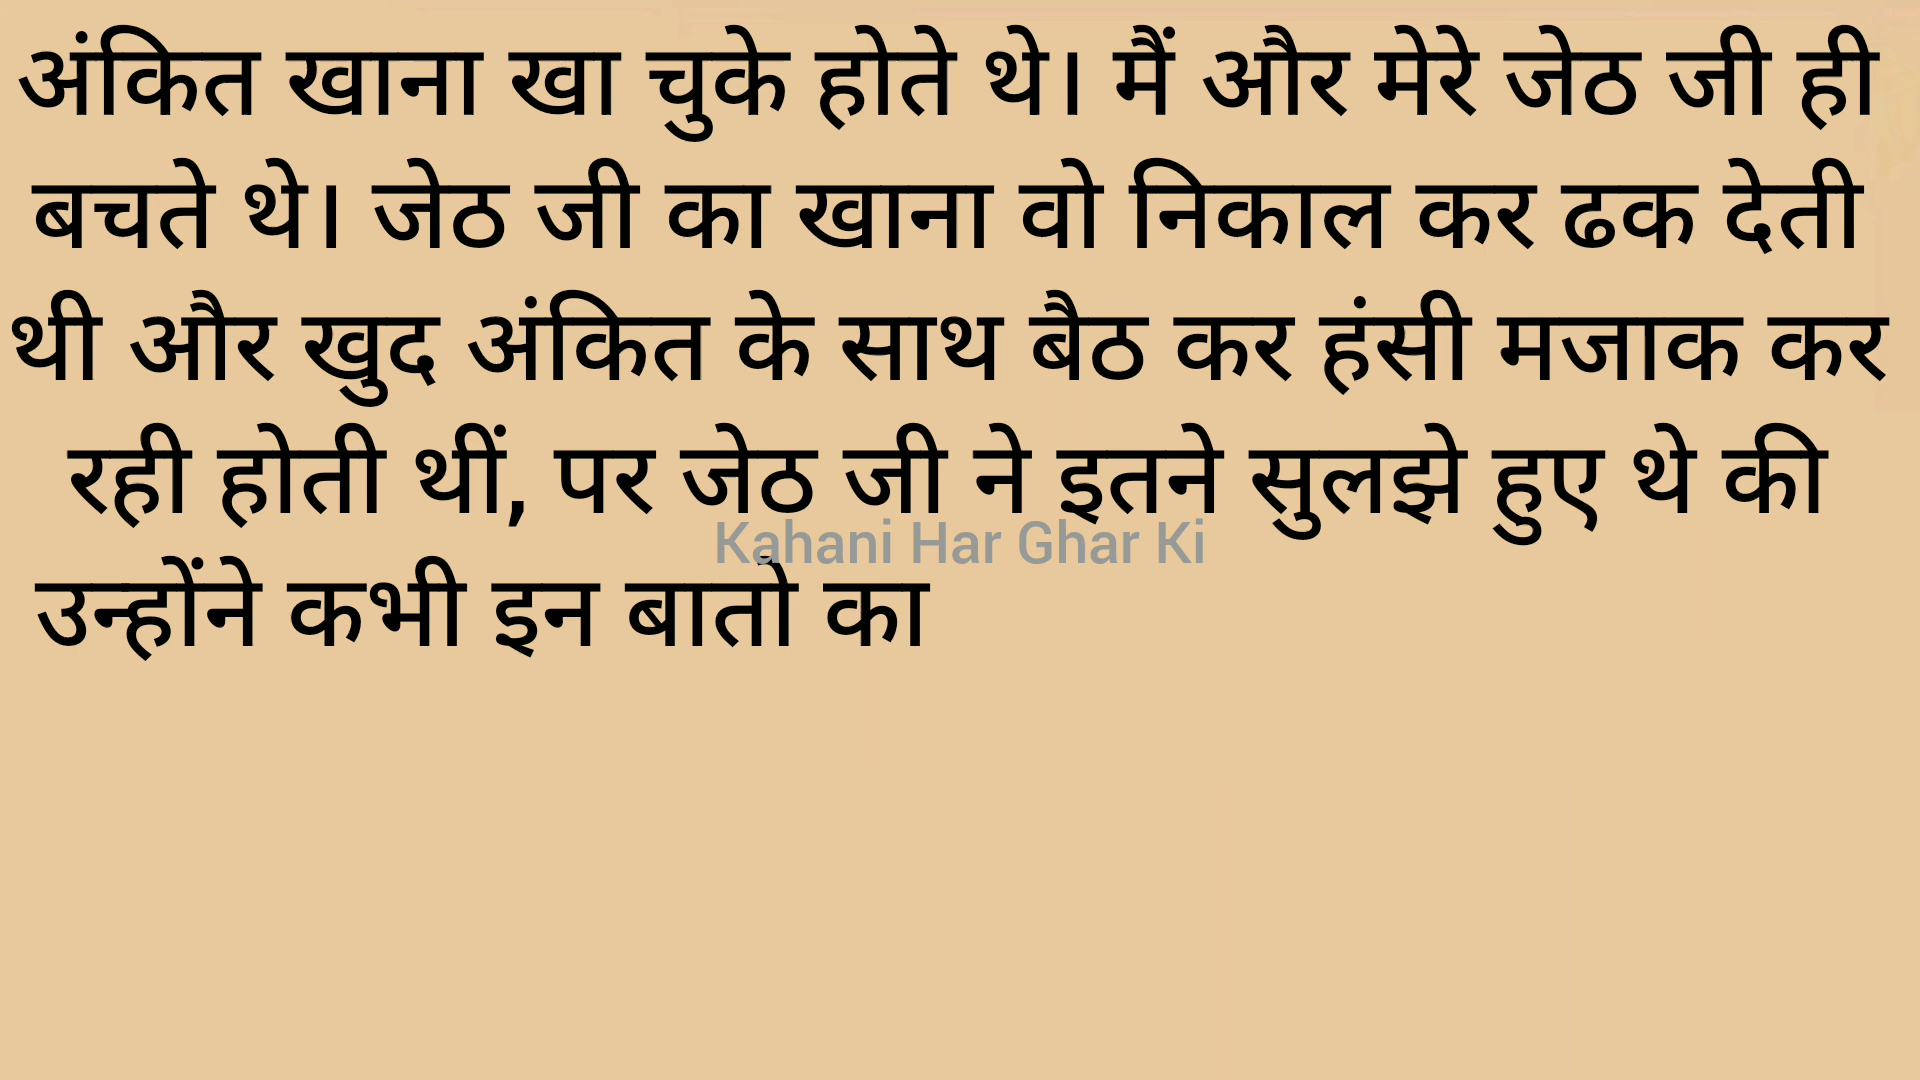 अंकित खाना खा चुके होते थे। मैं और मेरे जेठ जी ही
बचते थे। जेठ जी का खाना वो निकाल कर ढक देती
थी और खुद अंकित के साथ बैठ कर हंसी मजाक कर
रही होती थीं, पर जेठ जी ने इतने सुलझे हुए थे की
Kahani Har Ghar Ki
उन्होंने कभी इन बातो का